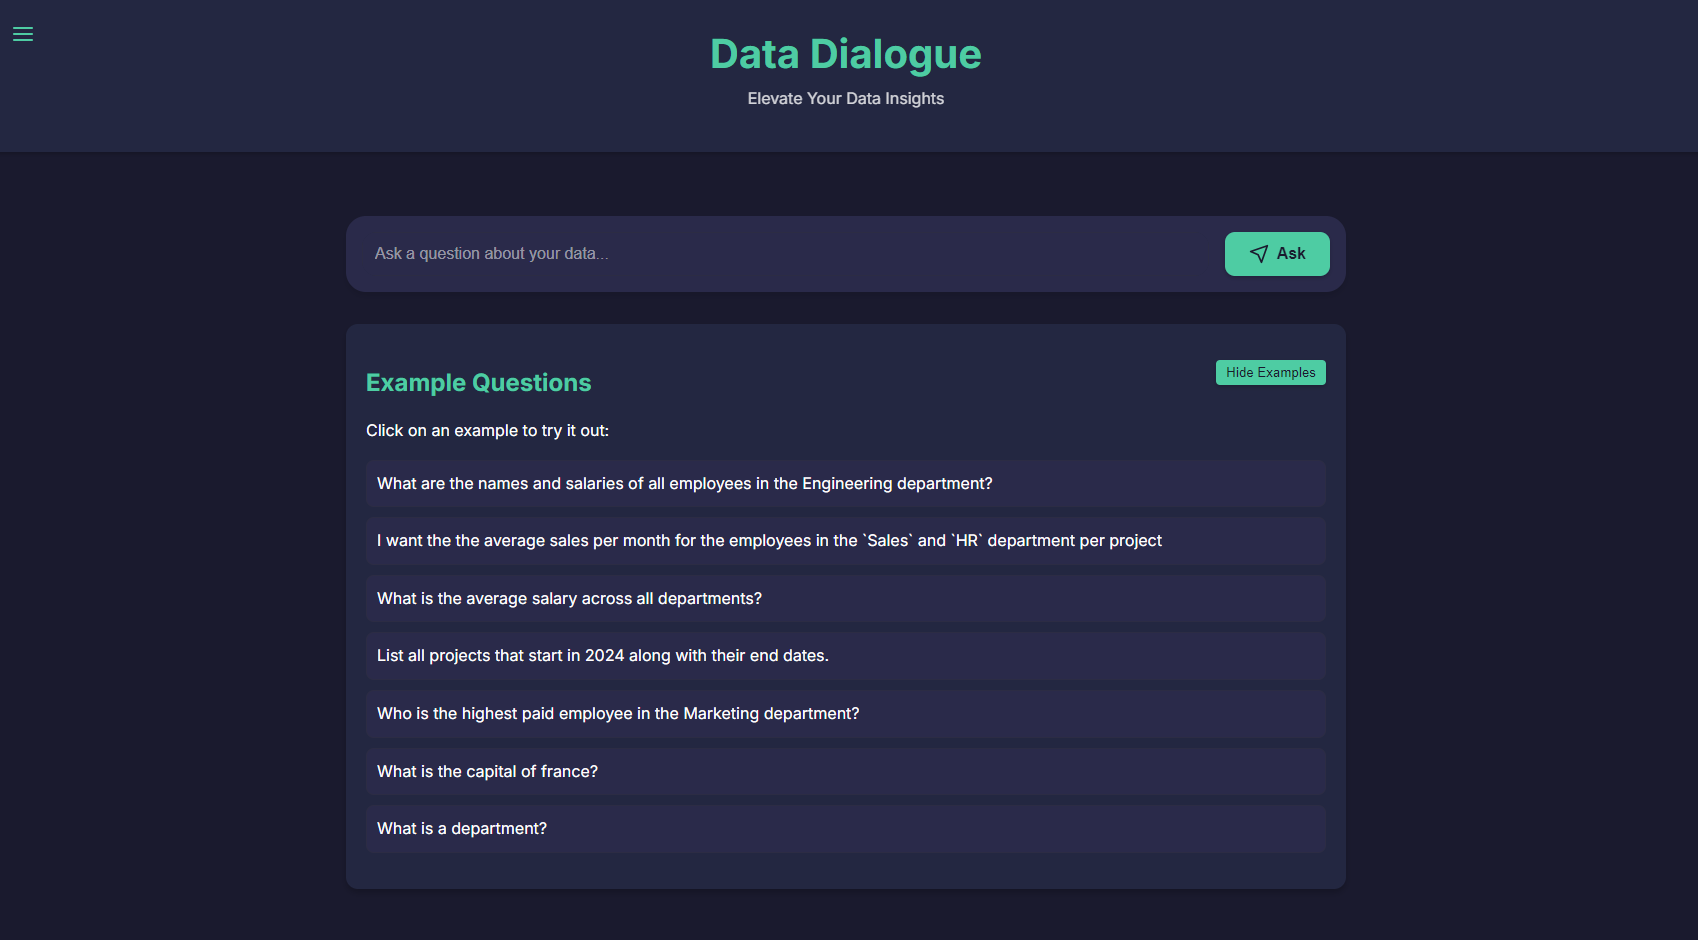 Data Dialogue
Elevate Your Data Insights
Ask a question about your data...
Ask
Example Questions
Hide Examples
Click on an example to try it out:
What are the names and salaries of all employees in the Engineering department?
I want the the average sales per month for the employees in the `Sales` and `HR` department per project
What is the average salary across all departments?
List all projects that start in 2024 along with their end dates.
Who is the highest paid employee in the Marketing department?
What is the capital of france?
What is a department?